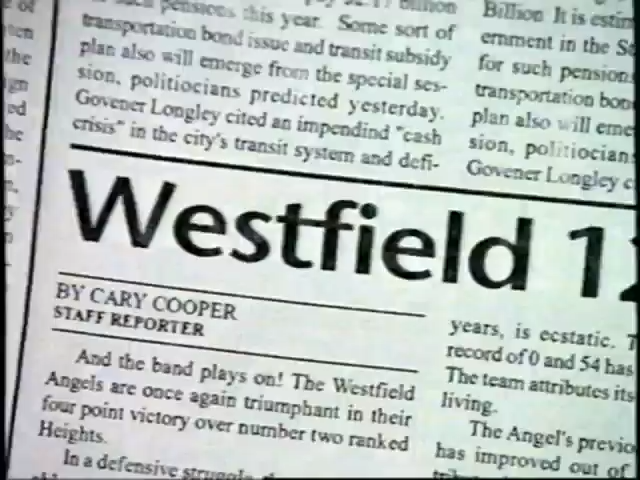 pensions this year. Some sort of
transportation bond issue and transit subsidy
plan also will emerge from the special ses-
sion, politiocians predicted yesterday.
Govener Longley cited an impendind "cash
crisis" in the city's transit system and defi-
Billion. It is
ernment in the
for such pension
transportation bon
plan also will eme
sion, politiocian
Govener Longley c
Westfield 12
BY CARY COOPER
STAFF REPORTER
And the band plays on! The Westfield
Angels are once again triumphant in their
four point victory over number two ranked
Heights.
In a defensive struggle
years, is ecstatic.
record of 0 and 54 has
The team attributes its
living.
The Angel's previo
has improved out of